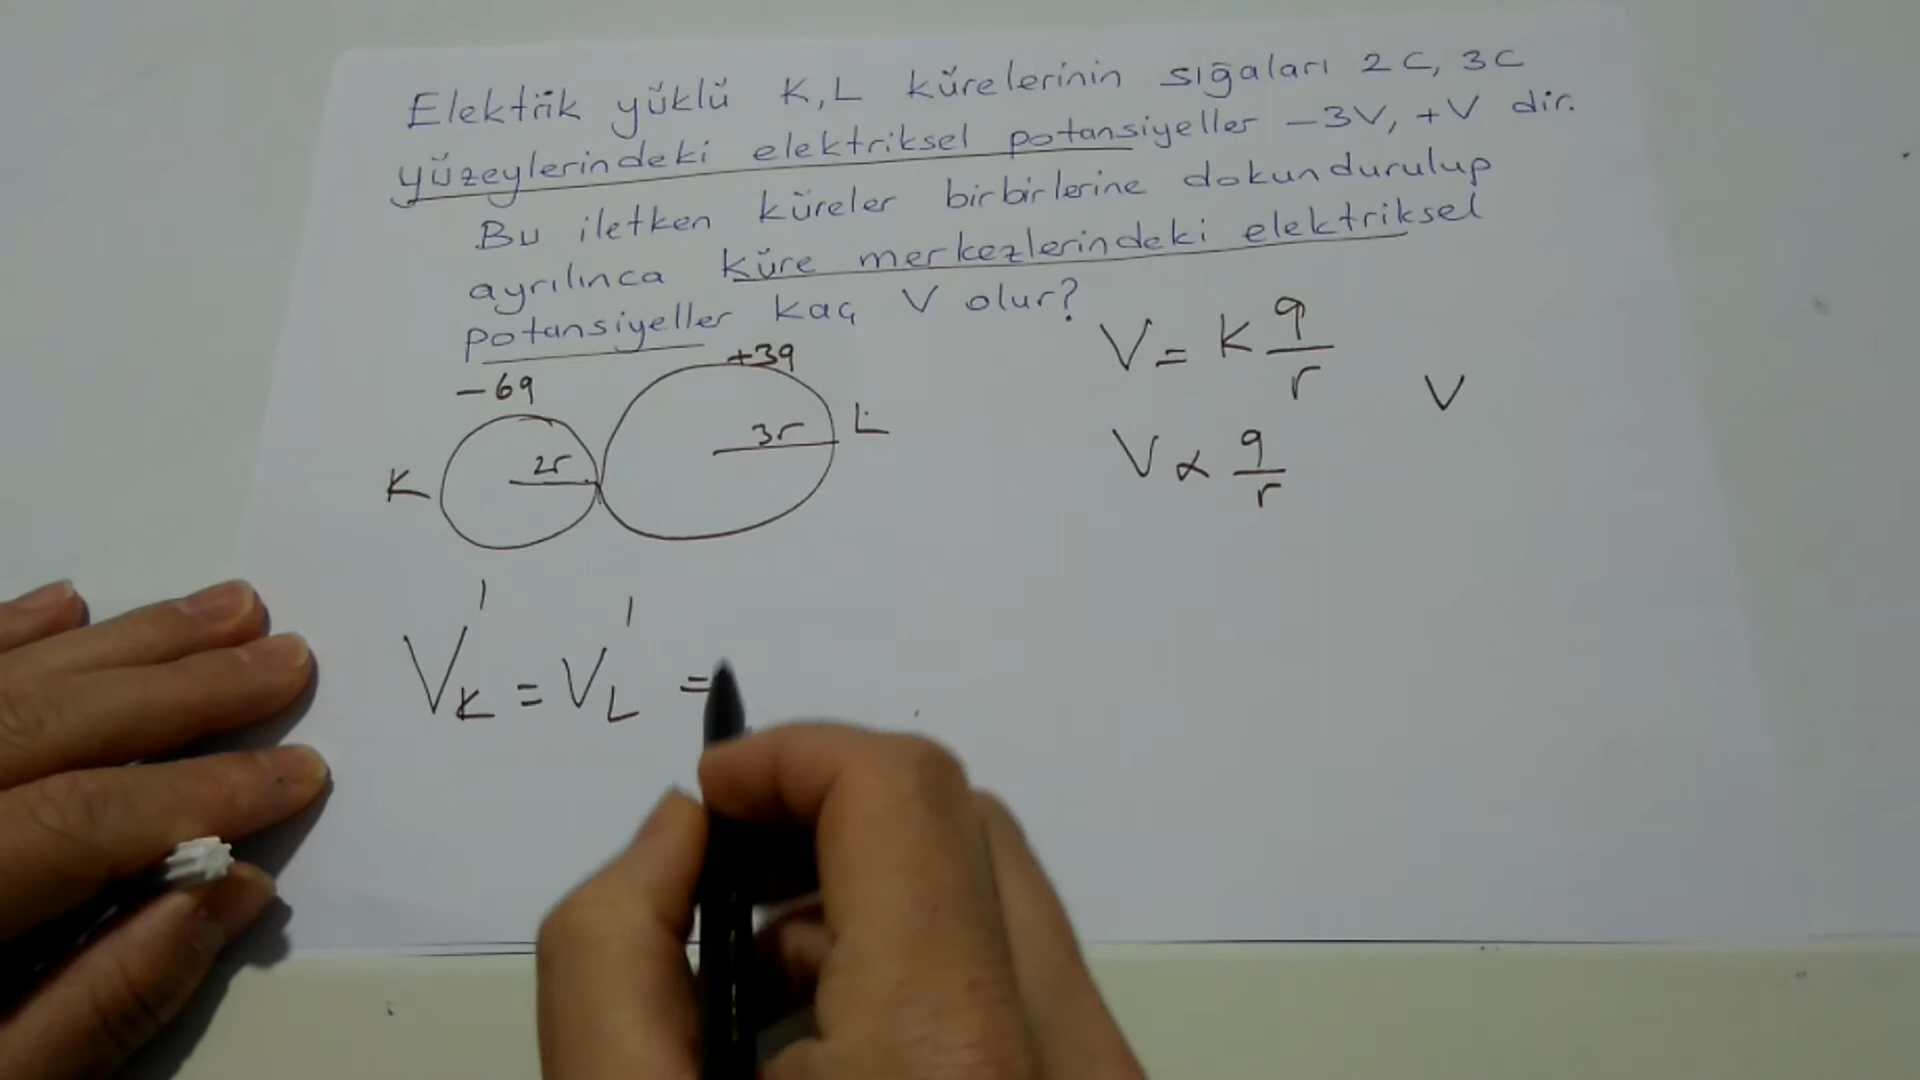 Elektrik yüklü K, L kürelerinin sığaları 2C, 3C
yüzeylerindeki elektriksel potansiyeller -3V, +V dir.
Bu iletken küreler birbirlerine dokundurulup
ayrılınca küre merkezlerindeki elektriksel
potansiyeller kaç V olur?
-6q
+3q
K
2r
3r
L
V = K q/r
V
V ∝ q/r
V'K = V'L =